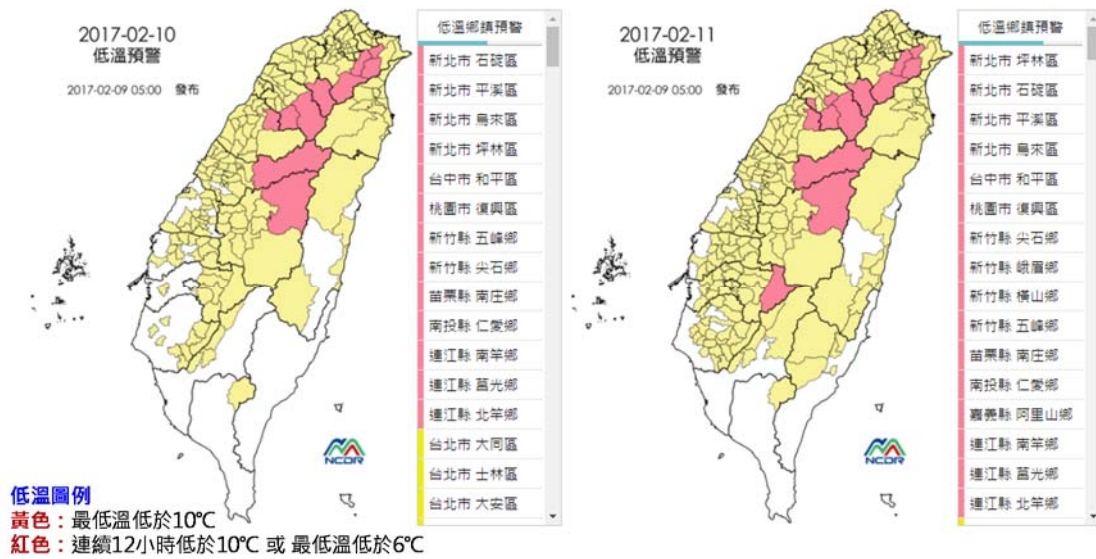 2017-02-10
低溫預警
2017-02-09 05:00 發布
低溫鄉鎮預警
新北市 石碇區
新北市 平溪區
新北市 烏來區
新北市 坪林區
台中市 和平區
桃園市 復興區
新竹縣 五峰鄉
新竹縣 尖石鄉
苗栗縣 南庄鄉
南投縣 仁愛鄉
連江縣 南竿鄉
連江縣 莒光鄉
連江縣 北竿鄉
台北市 大同區
台北市 士林區
台北市 大安區
NCDR
2017-02-11
低溫預警
2017-02-09 05:00 發布
低溫鄉鎮預警
新北市 坪林區
新北市 石碇區
新北市 平溪區
新北市 烏來區
台中市 和平區
桃園市 復興區
新竹縣 尖石鄉
新竹縣 峨眉鄉
新竹縣 橫山鄉
新竹縣 五峰鄉
苗栗縣 南庄鄉
南投縣 仁愛鄉
嘉義縣 阿里山鄉
連江縣 南竿鄉
連江縣 莒光鄉
連江縣 北竿鄉
NCDR
低溫圖例
黃色：最低溫低於10℃
紅色：連續12小時低於10℃ 或 最低溫低於6℃